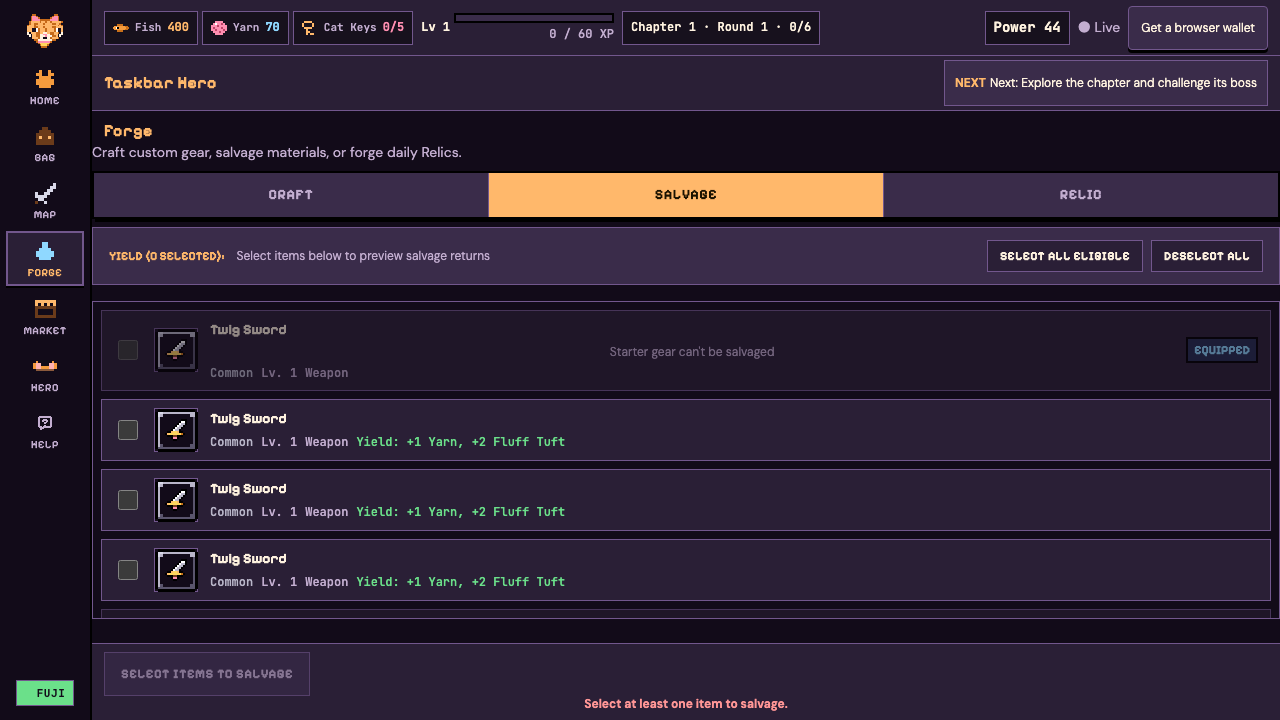 Fish 400
Yarn 70
Cat Keys 0/5
Lv 1
0 / 60 XP
Chapter 1 · Round 1 · 0/6
Power 44
Live
Get a browser wallet
HOME
BAG
MAP
FORGE
MARKET
HERO
HELP
FUJI
Taskbar Hero
NEXT Next: Explore the chapter and challenge its boss
Forge
Craft custom gear, salvage materials, or forge daily Relics.
CRAFT
SALVAGE
RELIC
YIELD (0 SELECTED):
Select items below to preview salvage returns
SELECT ALL ELIGIBLE
DESELECT ALL
Twig Sword
Common Lv. 1 Weapon
Starter gear can't be salvaged
EQUIPPED
Twig Sword
Common Lv. 1 Weapon Yield: +1 Yarn, +2 Fluff Tuft
Twig Sword
Common Lv. 1 Weapon Yield: +1 Yarn, +2 Fluff Tuft
Twig Sword
Common Lv. 1 Weapon Yield: +1 Yarn, +2 Fluff Tuft
SELECT ITEMS TO SALVAGE
Select at least one item to salvage.